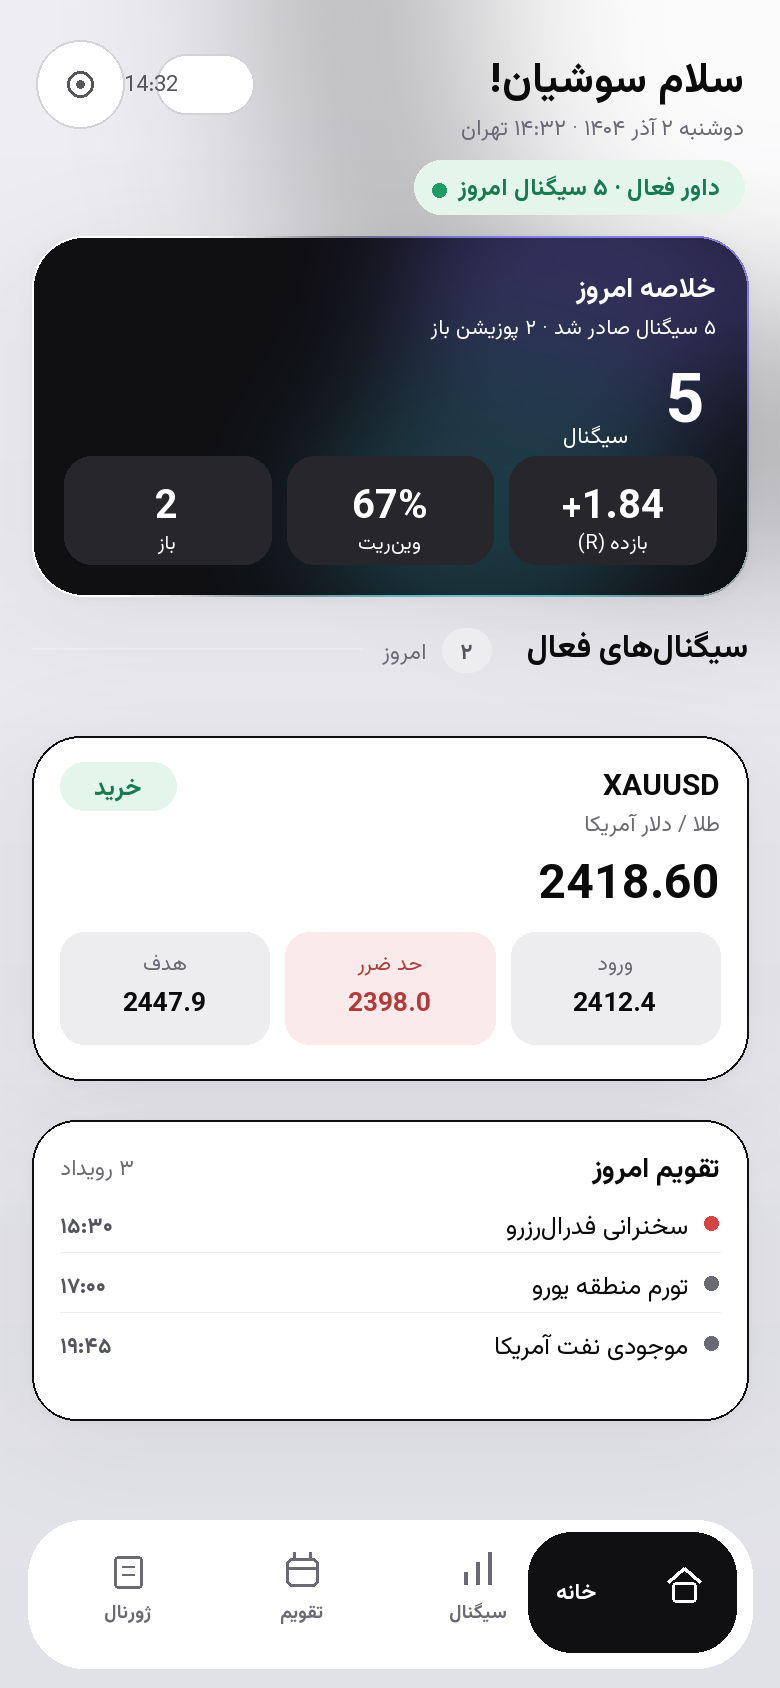 سلام سوشیان!
14:32
دوشنبه ۲ آذر ۱۴۰۴ · ۱۴:۳۲ تهران
داور فعال · ۵ سیگنال امروز
خلاصه امروز
۵ سیگنال صادر شد · ۲ پوزیشن باز
5
سیگنال
+1.84
بازده (R)
67%
وین‌ریت
2
باز
سیگنال‌های فعال
۲
امروز
XAUUSD
خرید
طلا / دلار آمریکا
2418.60
ورود
2412.4
حد ضرر
2398.0
هدف
2447.9
تقویم امروز
۳ رویداد
سخنرانی فدرال‌رزرو
۱۵:۳۰
تورم منطقه یورو
۱۷:۰۰
موجودی نفت آمریکا
۱۹:۴۵
خانه
سیگنال
تقویم
ژورنال